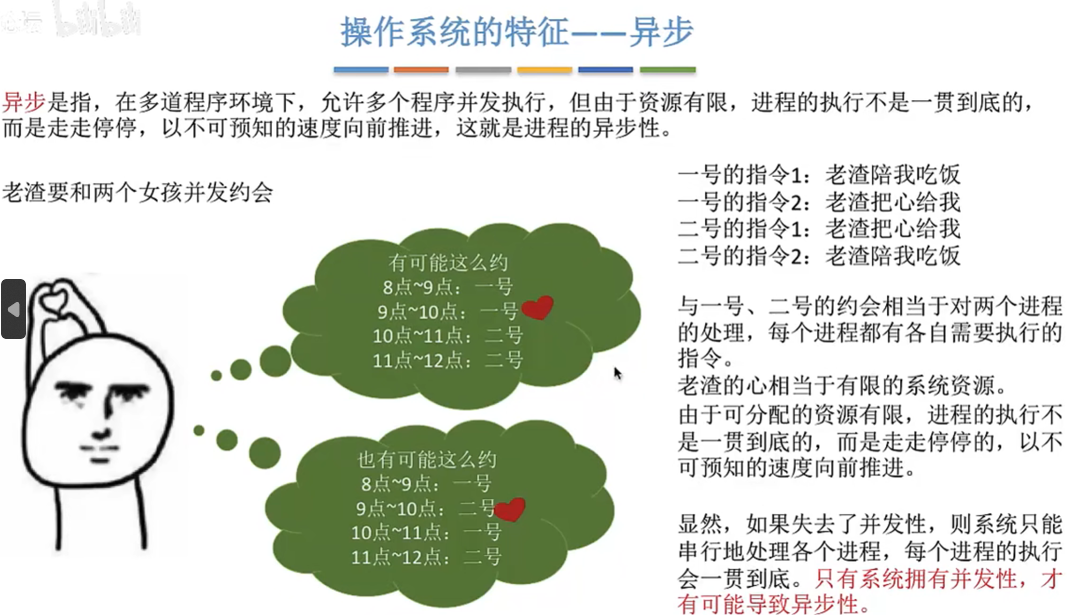 操作系统的特征——异步
异步是指，在多道程序环境下，允许多个程序并发执行，但由于资源有限，进程的执行不是一贯到底的，
而是走走停停，以不可预知的速度向前推进，这就是进程的异步性。
老渣要和两个女孩并发约会
有可能这么约
8点~9点：一号
9点~10点：一号
10点~11点：二号
11点~12点：二号
也有可能这么约
8点~9点：一号
9点~10点：二号
10点~11点：一号
11点~12点：二号
一号的指令1：老渣陪我吃饭
一号的指令2：老渣把心给我
二号的指令1：老渣把心给我
二号的指令2：老渣陪我吃饭
与一号、二号的约会相当于对两个进程
的处理，每个进程都有各自需要执行的
指令。
老渣的心相当于有限的系统资源。
由于可分配的资源有限，进程的执行不
是一贯到底的，而是走走停停的，以不
可预知的速度向前推进。
显然，如果失去了并发性，则系统只能
串行地处理各个进程，每个进程的执行
会一贯到底。只有系统拥有并发性，才
有可能导致异步性。